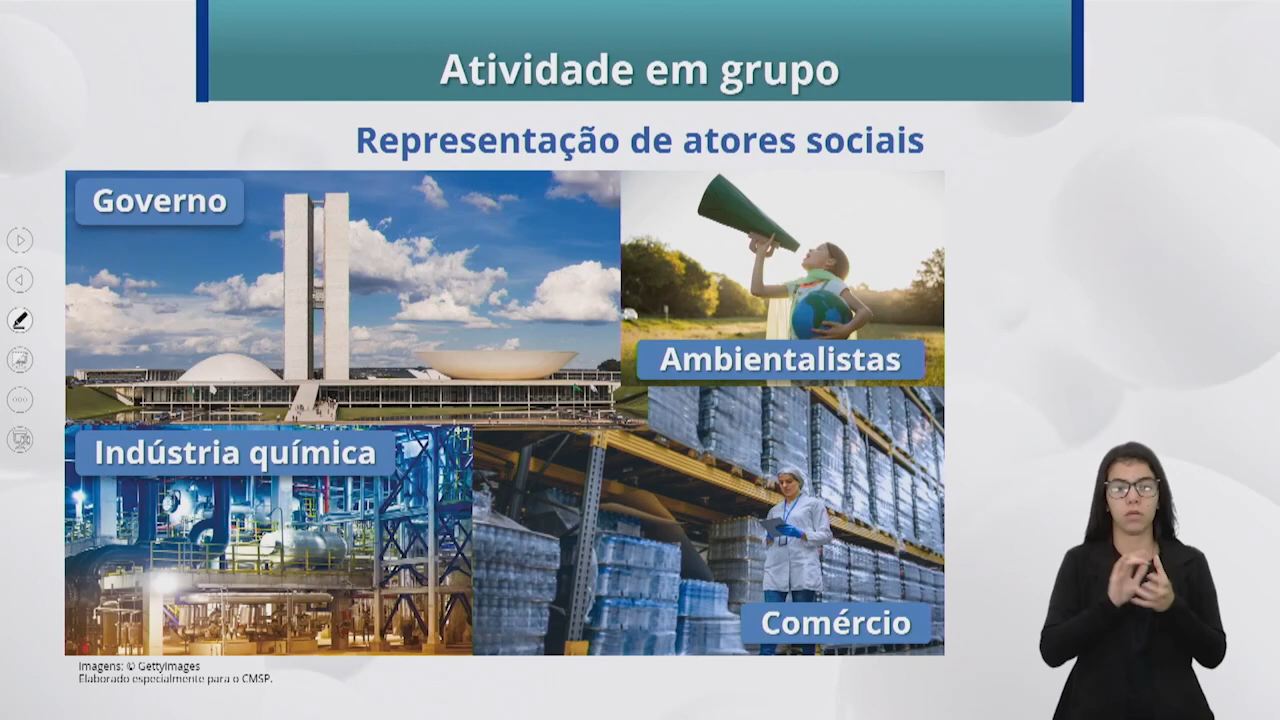 Atividade em grupo
Representação de atores sociais
Governo
Ambientalistas
Indústria química
Comércio
Imagens: © GettyImages
Elaborado especialmente para o CMSP.